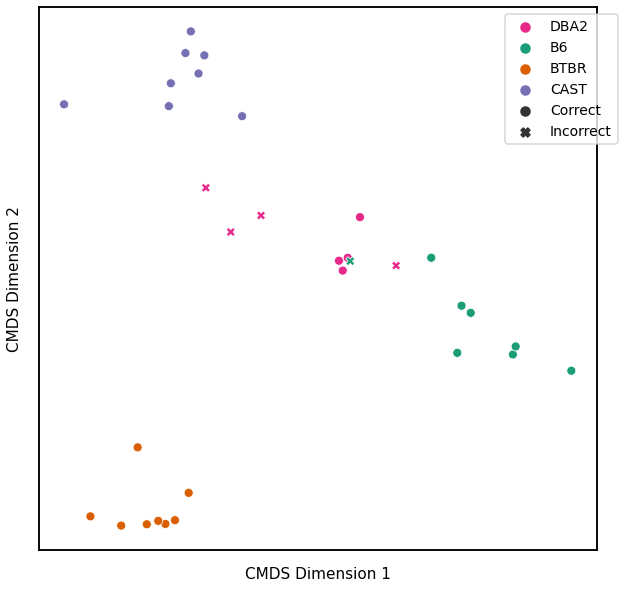 DBA2
B6
BTBR
CAST
Correct
Incorrect
CMDS Dimension 2
CMDS Dimension 1